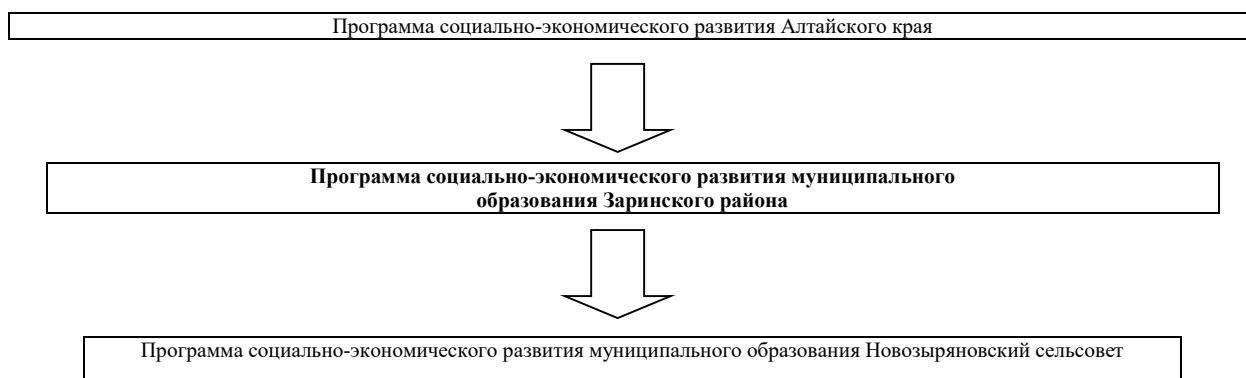 Программа социально-экономического развития Алтайского края
Программа социально-экономического развития муниципального
образования Заринского района
Программа социально-экономического развития муниципального образования Новозыряновский сельсовет